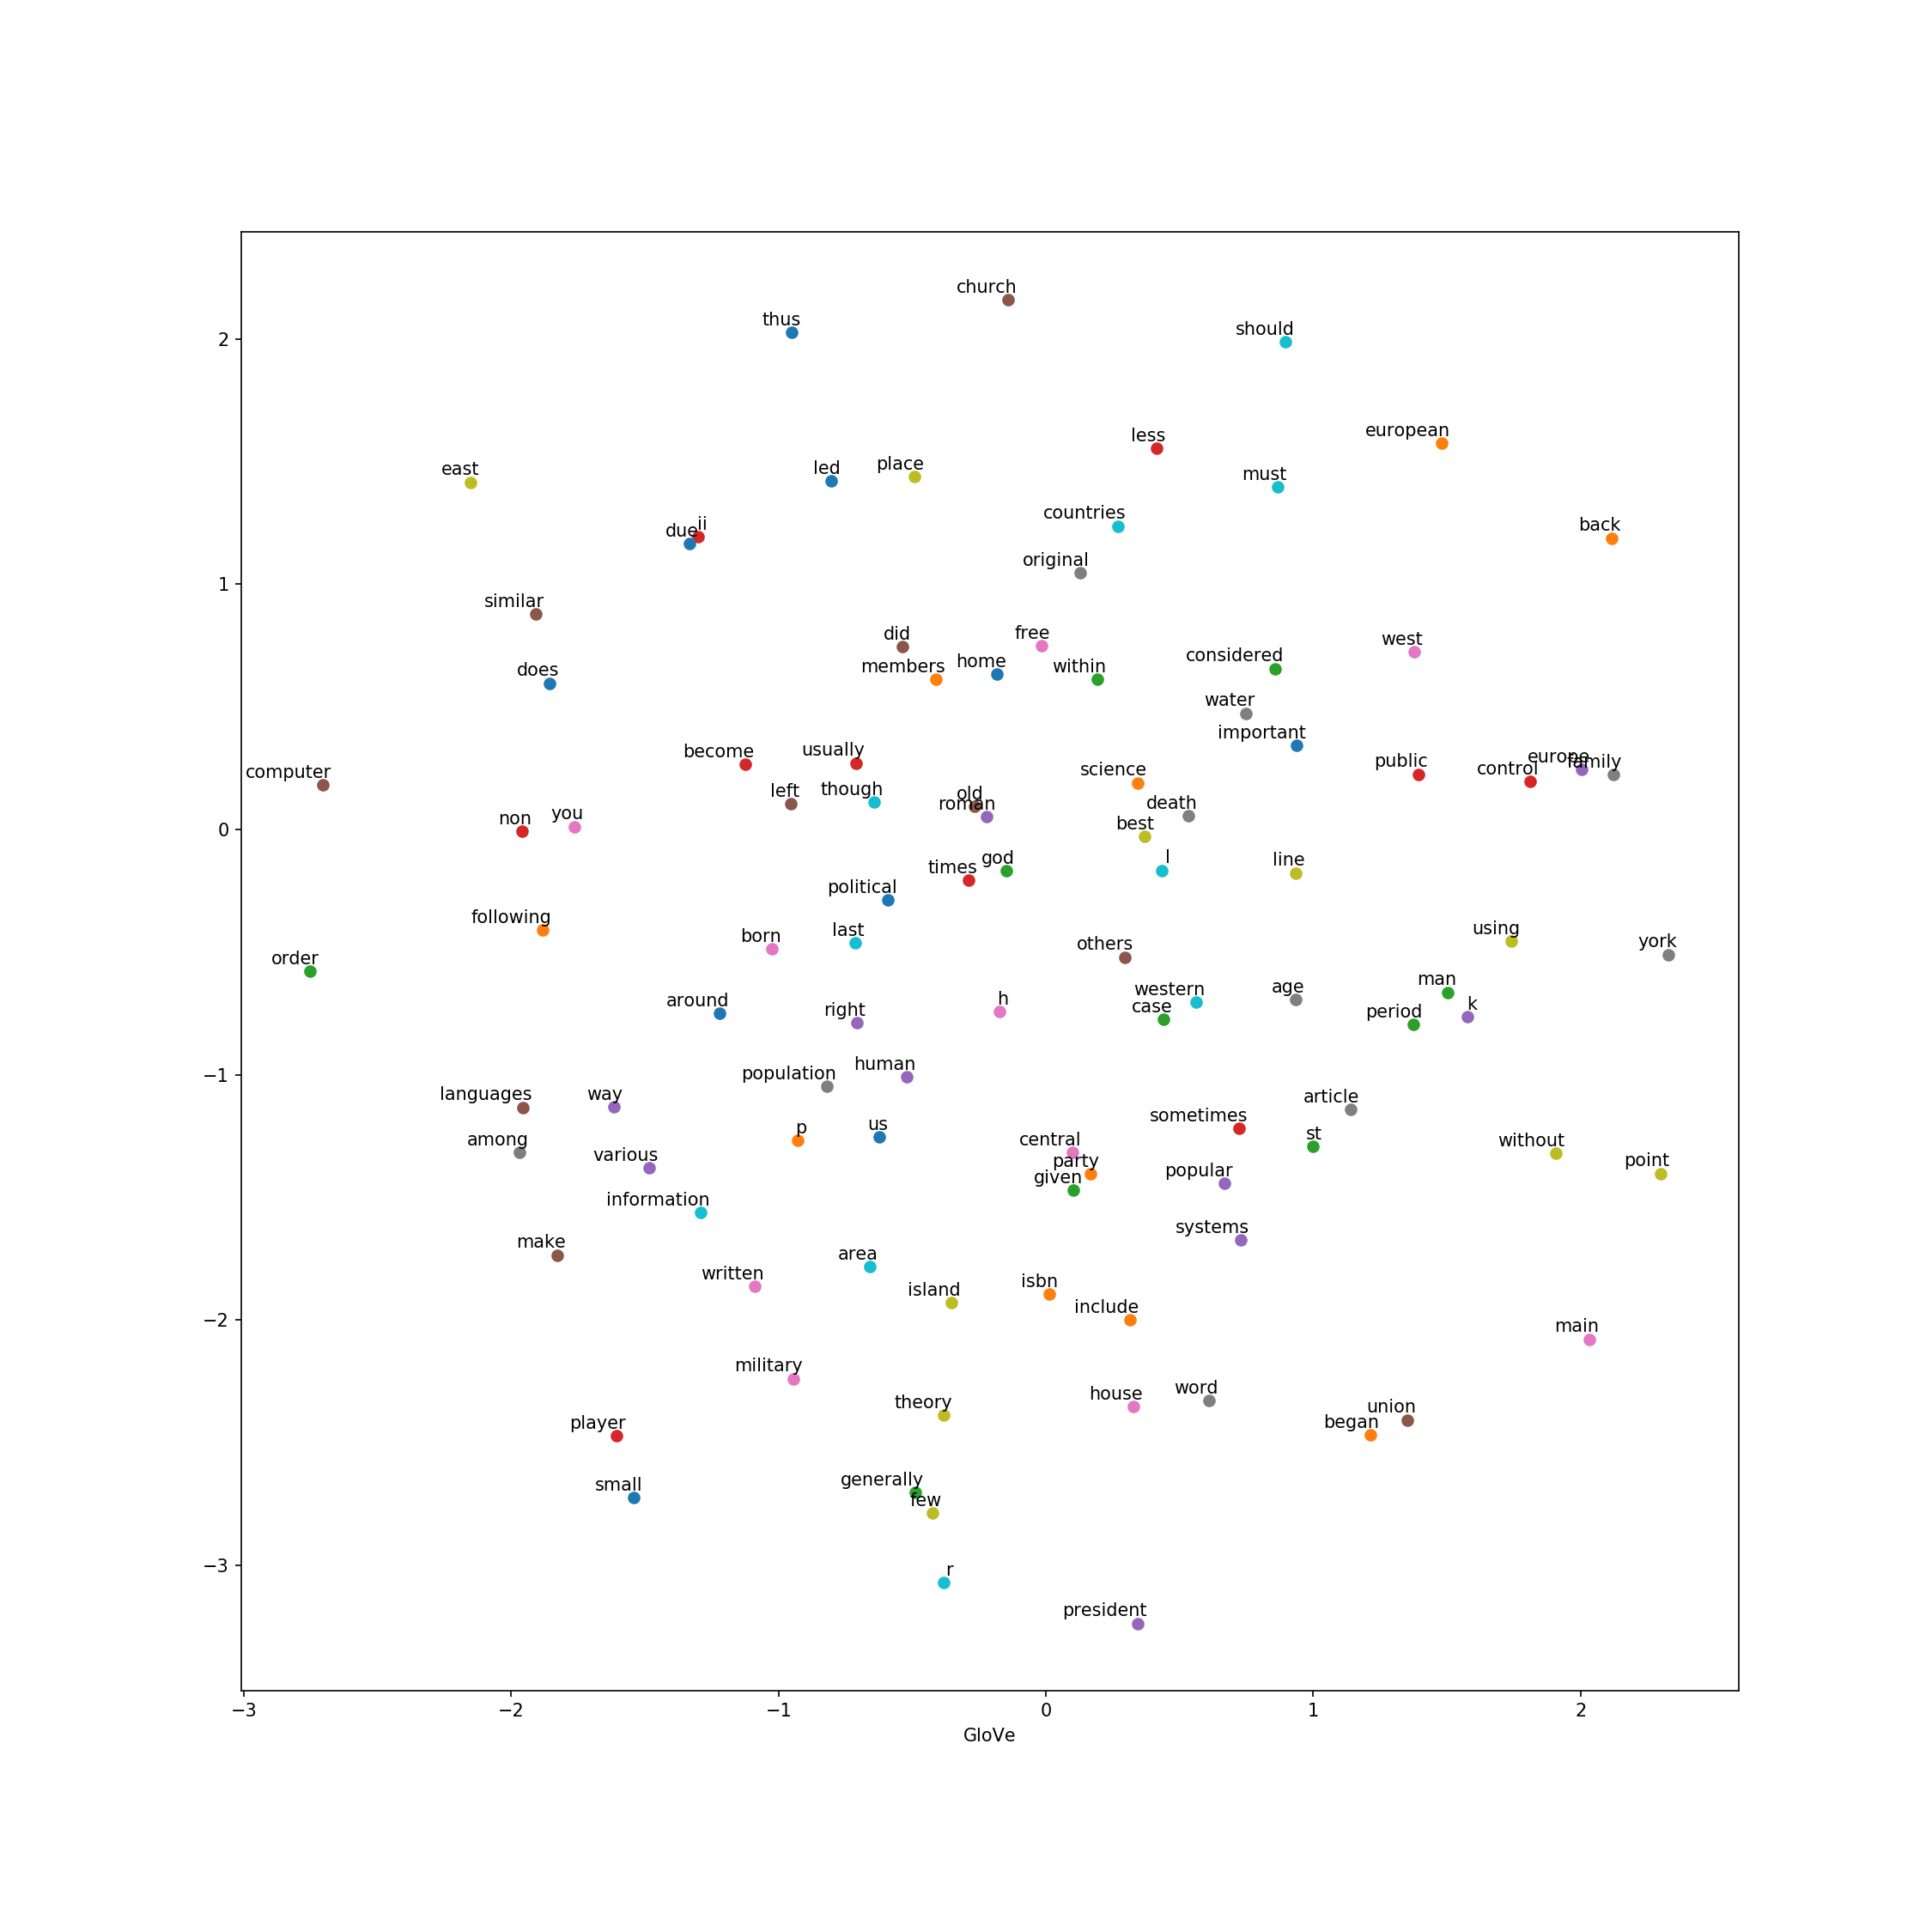 church
thus
should
2
less
european
east
led
place
must
countries
ii
due
back
original
1
similar
did
free
west
members
home
within
considered
does
water
important
become
usually
europe
public
control
family
computer
science
left
though
old
roman
death
non
you
best
0
times
god
l
line
political
following
born
last
others
using
york
order
man
western
age
around
right
h
case
period
k
human
population
−1
languages
way
article
sometimes
p
us
st
among
central
without
various
party
point
given
popular
information
systems
make
area
written
island
isbn
include
−2
main
military
house
word
theory
union
player
began
generally
small
few
−3
r
president
−3
−2
−1
0
1
2
GloVe